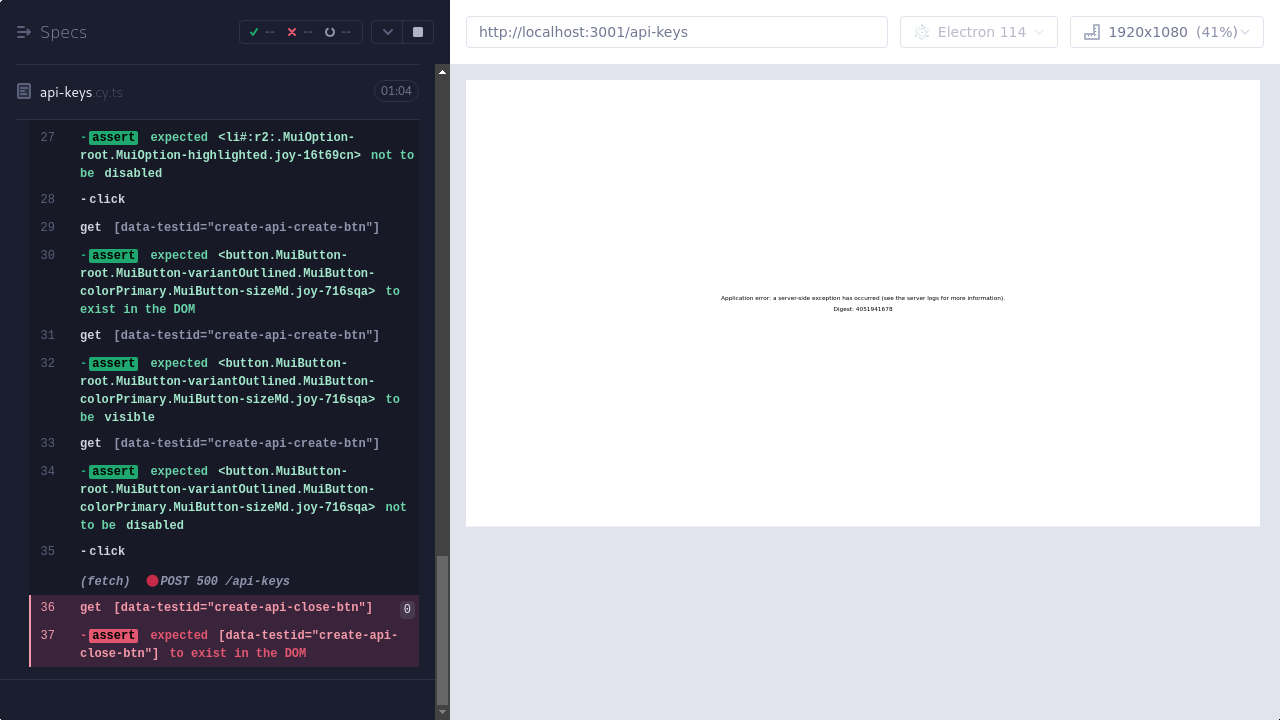 Specs
--
--
--
http://localhost:3001/api-keys
Electron 114
1920x1080 (41%)
api-keys.cy.ts
01:04
27 -assert expected <li#:r2:.MuiOption-
root.MuiOption-highlighted.joy-16t69cn> not to
be disabled
28 -click
29 get [data-testid="create-api-create-btn"]
30 -assert expected <button.MuiButton-
root.MuiButton-variantOutlined.MuiButton-
colorPrimary.MuiButton-sizeMd.joy-716sqa> to
exist in the DOM
31 get [data-testid="create-api-create-btn"]
32 -assert expected <button.MuiButton-
root.MuiButton-variantOutlined.MuiButton-
colorPrimary.MuiButton-sizeMd.joy-716sqa> to
be visible
33 get [data-testid="create-api-create-btn"]
34 -assert expected <button.MuiButton-
root.MuiButton-variantOutlined.MuiButton-
colorPrimary.MuiButton-sizeMd.joy-716sqa> not
to be disabled
35 -click
(fetch) POST 500 /api-keys
36 get [data-testid="create-api-close-btn"] 0
37 -assert expected [data-testid="create-api-
close-btn"] to exist in the DOM
Application error: a server-side exception has occurred (see the server logs for more information).
Digest: 4051941678